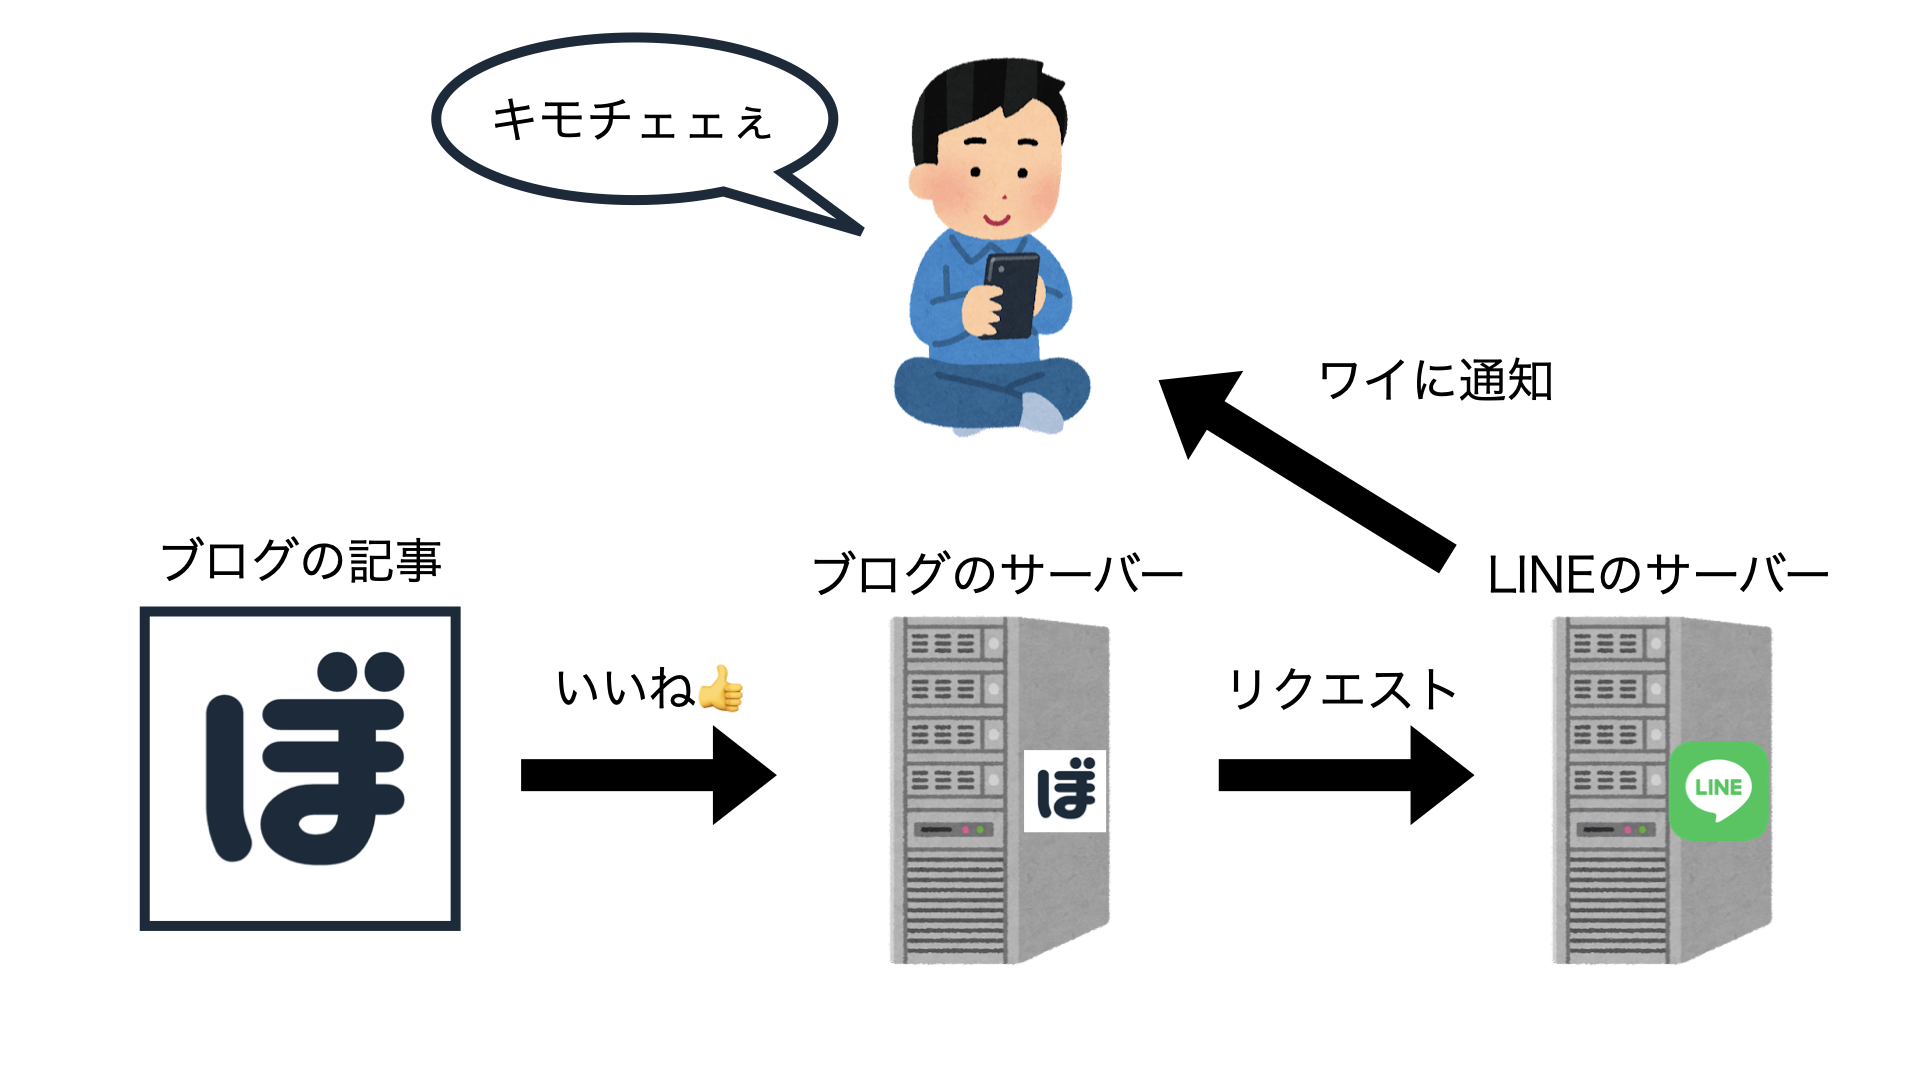 キモチェェぇ
ワイに通知
ブログの記事
ブログのサーバー
LINEのサーバー
ぼ
いいね👍
リクエスト
ぼ
LINE